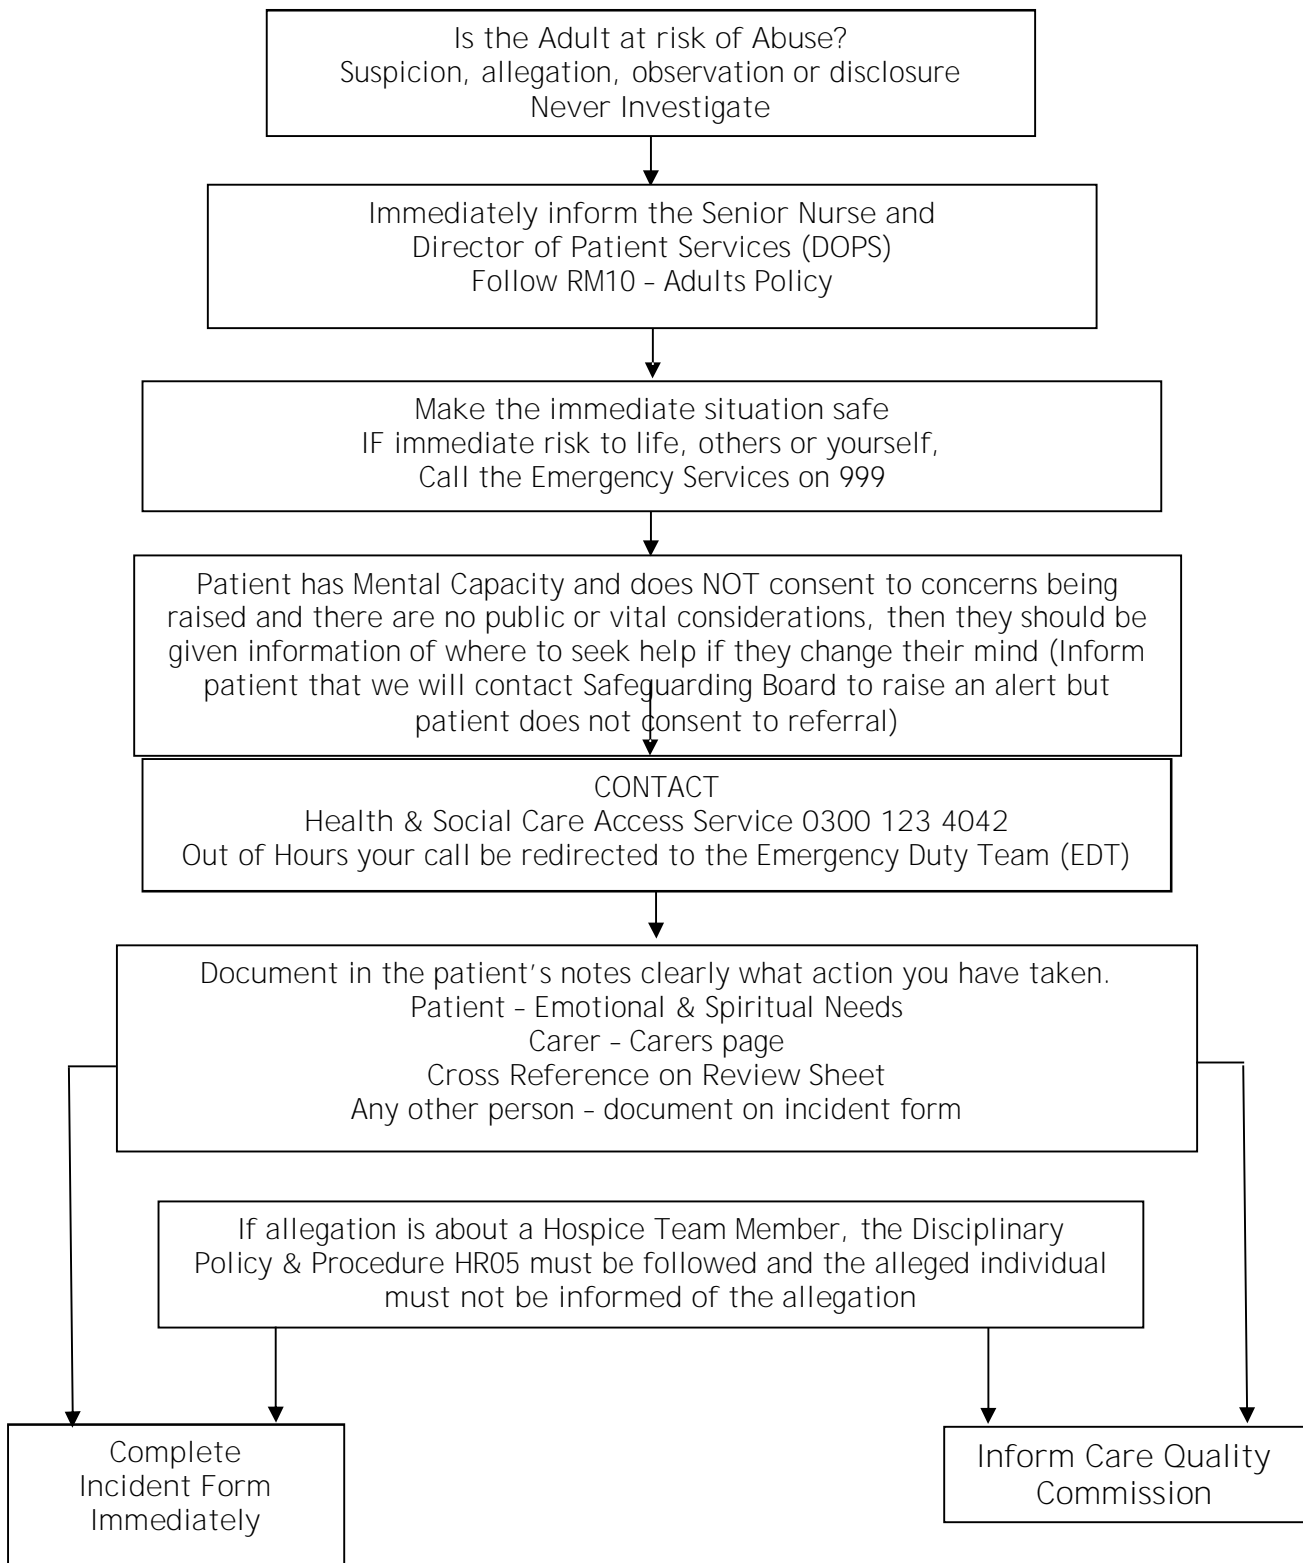 Is the Adult at risk of Abuse?
Suspicion, allegation, observation or disclosure
Never Investigate
Immediately inform the Senior Nurse and
Director of Patient Services (DOPS)
Follow RM10 – Adults Policy
Make the immediate situation safe
IF immediate risk to life, others or yourself,
Call the Emergency Services on 999
Patient has Mental Capacity and does NOT consent to concerns being
raised and there are no public or vital considerations, then they should be
given information of where to seek help if they change their mind (Inform
patient that we will contact Safeguarding Board to raise an alert but
patient does not consent to referral)
CONTACT
Health & Social Care Access Service 0300 123 4042
Out of Hours your call be redirected to the Emergency Duty Team (EDT)
Document in the patient's notes clearly what action you have taken.
Patient – Emotional & Spiritual Needs
Carer – Carers page
Cross Reference on Review Sheet
Any other person – document on incident form
If allegation is about a Hospice Team Member, the Disciplinary
Policy & Procedure HR05 must be followed and the alleged individual
must not be informed of the allegation
Complete
Incident Form
Immediately
Inform Care Quality
Commission